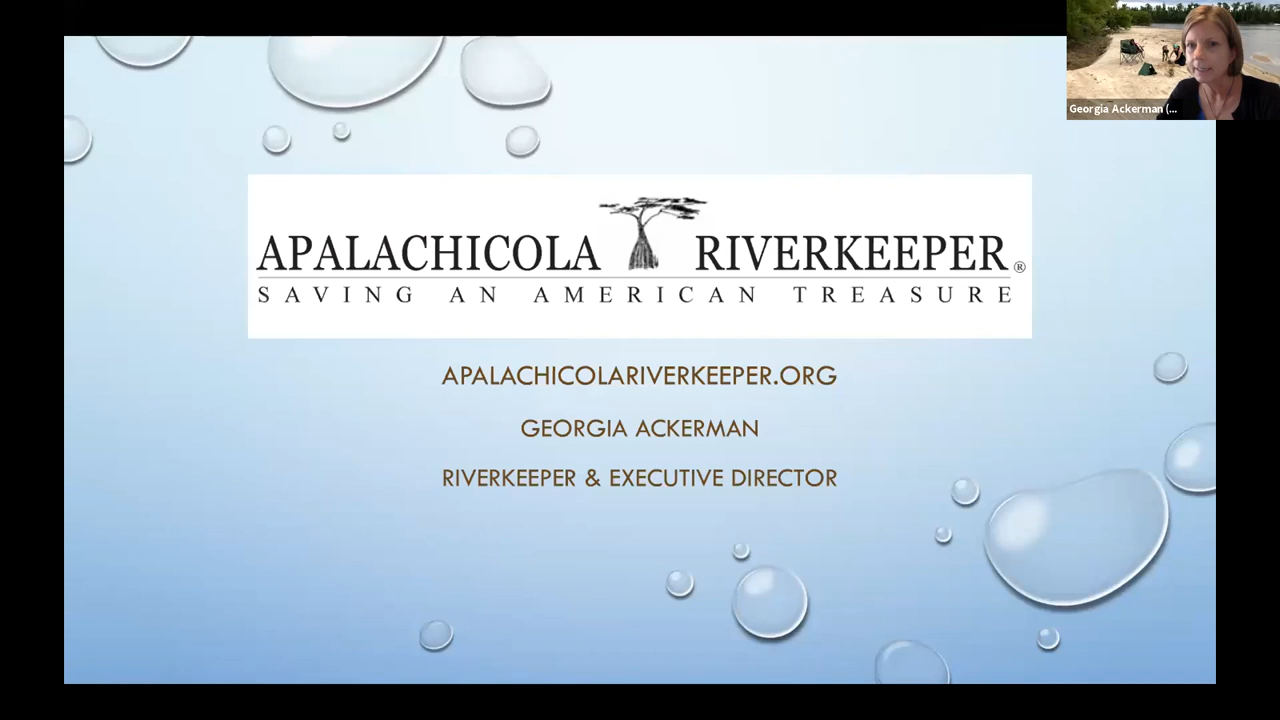 Georgia Ackerman (...
APALACHICOLA RIVERKEEPER®
SAVING AN AMERICAN TREASURE
APALACHICOLARIVERKEEPER.ORG
GEORGIA ACKERMAN
RIVERKEEPER & EXECUTIVE DIRECTOR